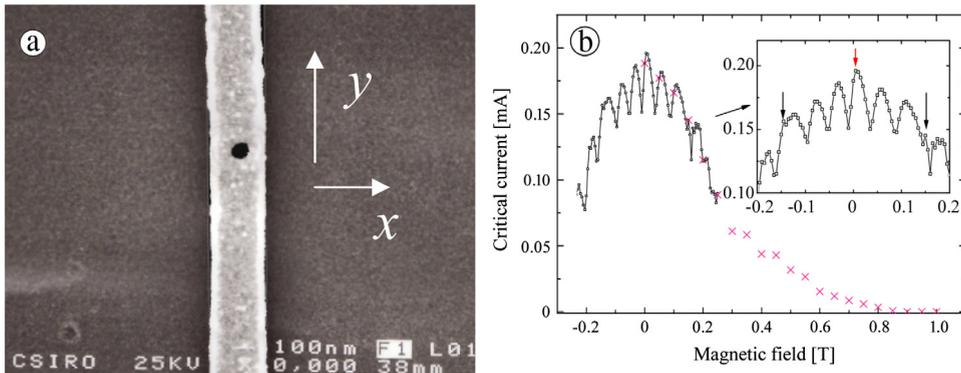 a
y
x
CSIRO 25KV X 0,000 100nm F1 L01
38mm
b
Critical current [mA]
0.20
0.15
0.10
0.05
0
-0.2 0 0.2 0.4 0.6 0.8 1.0
Magnetic field [T]
0.20
0.15
0.10
-0.2 -0.1 0 0.1 0.2